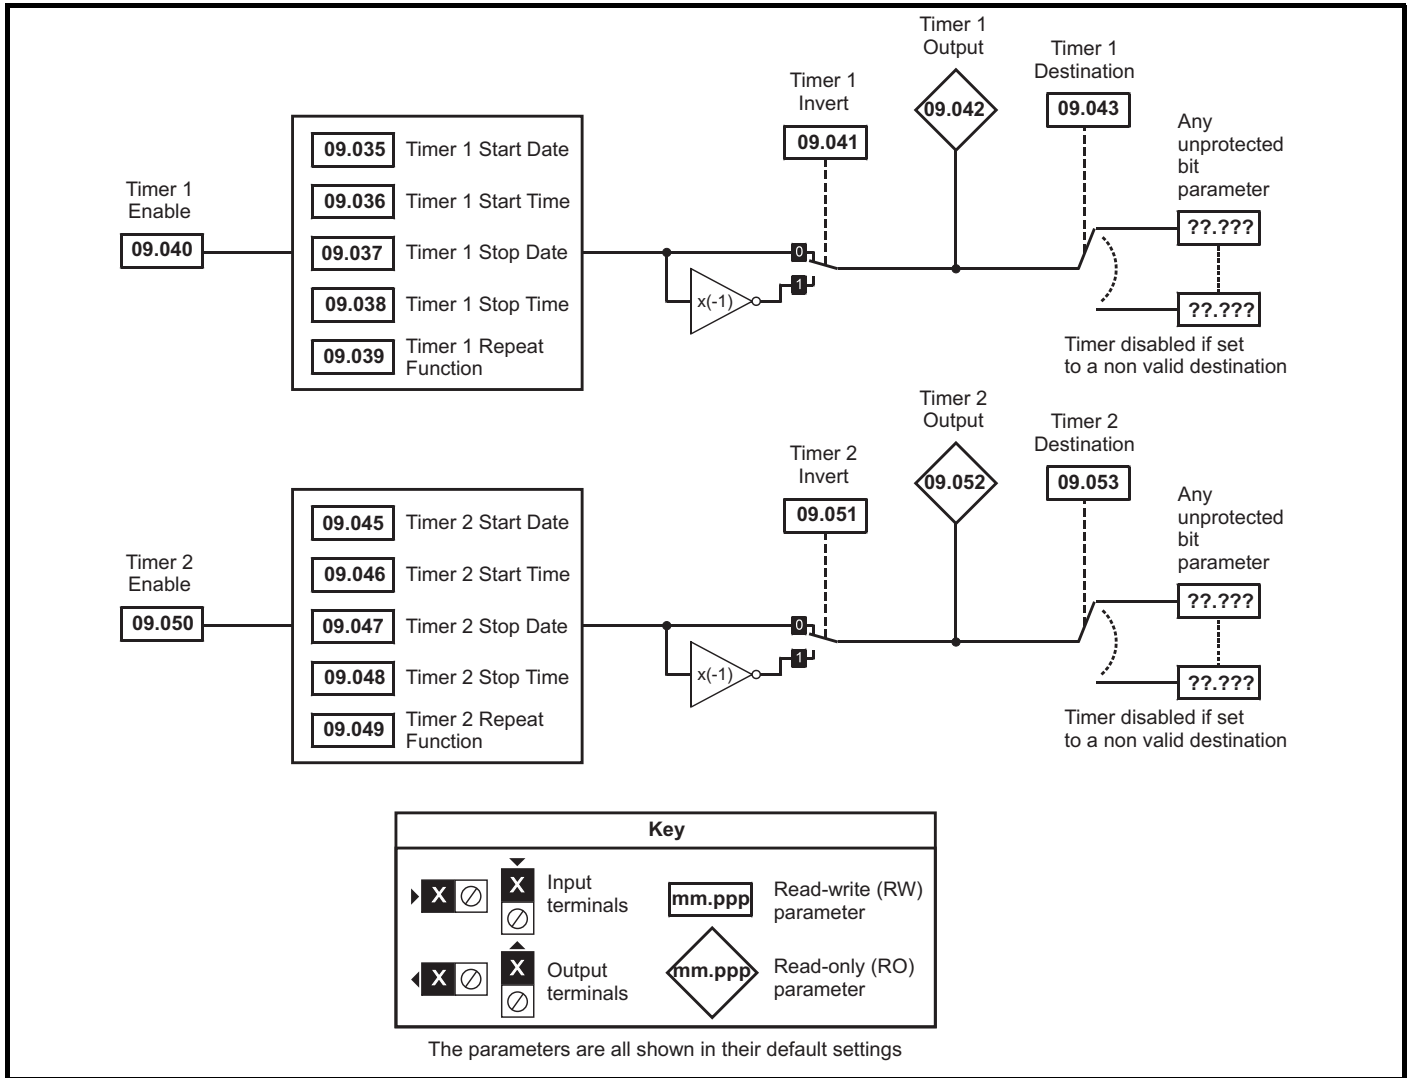 Timer 1
Output
Timer 1
Destination
Timer 1
Invert
09.042
09.043
Any
unprotected
bit
parameter
09.041
09.035 Timer 1 Start Date
Timer 1
Enable
09.036 Timer 1 Start Time
??.???
09.040
09.037 Timer 1 Stop Date
0
1
x(-1)
09.038 Timer 1 Stop Time
??.???
09.039 Timer 1 Repeat
Function
Timer disabled if set
to a non valid destination
Timer 2
Output
Timer 2
Destination
Timer 2
Invert
09.052
09.053
Any
unprotected
bit
parameter
09.051
09.045 Timer 2 Start Date
Timer 2
Enable
09.046 Timer 2 Start Time
??.???
09.050
09.047 Timer 2 Stop Date
0
1
x(-1)
09.048 Timer 2 Stop Time
??.???
09.049 Timer 2 Repeat
Function
Timer disabled if set
to a non valid destination
Key
X
X
Input
terminals
mm.ppp
Read-write (RW)
parameter
X
X
Output
terminals
mm.ppp
Read-only (RO)
parameter
The parameters are all shown in their default settings